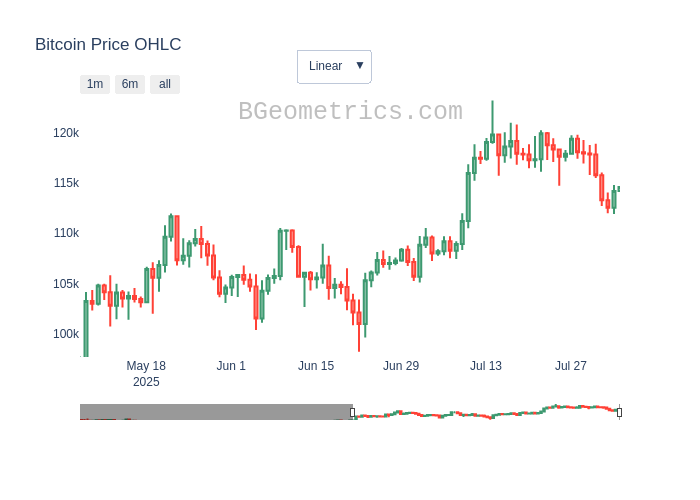 Bitcoin Price OHLC
Linear ▼
1m 6m all
BGeometrics.com
120k
115k
110k
105k
100k
May 18 Jun 1 Jun 15 Jun 29 Jul 13 Jul 27
2025